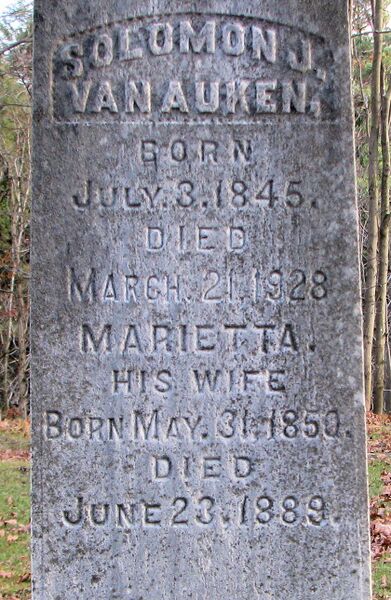 SOLOMON J.
VAN AUKEN.
BORN
JULY. 3. 1845.
DIED
MARCH. 21. 1928
MARIETTA.
HIS WIFE
BORN MAY. 31. 1850.
DIED
JUNE 23. 1889.